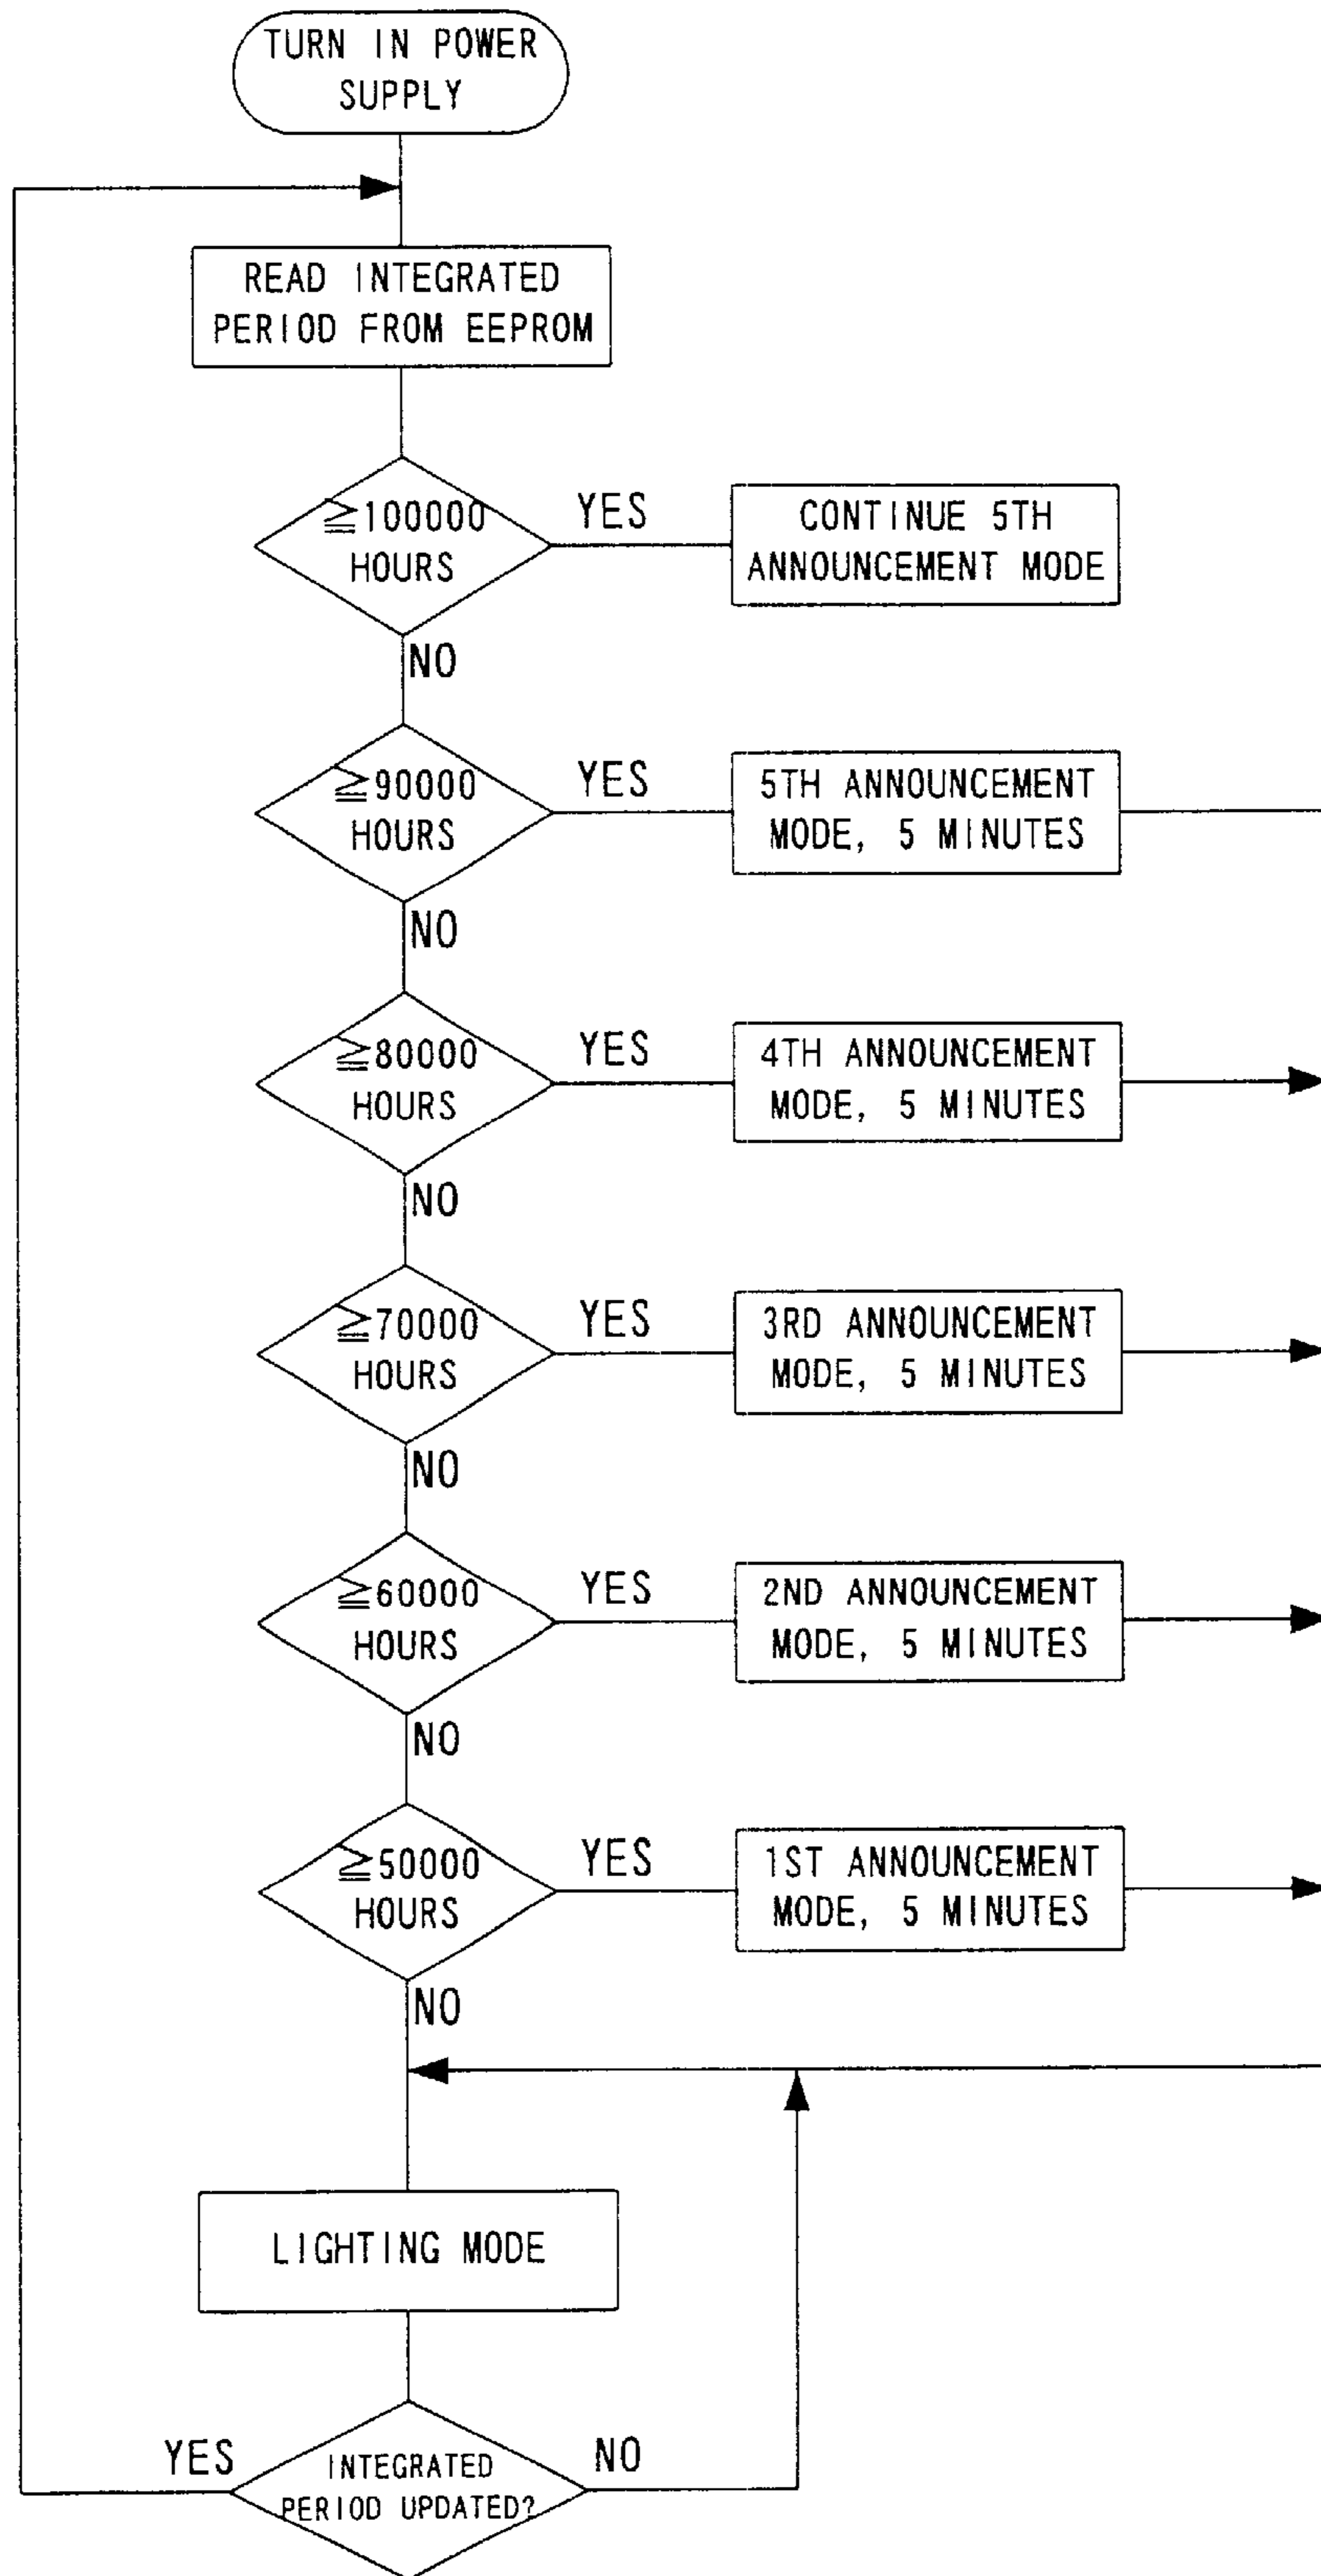 TURN IN POWER
SUPPLY
READ INTEGRATED
PERIOD FROM EEPROM
≧100000
HOURS
YES
CONTINUE 5TH
ANNOUNCEMENT MODE
NO
≧90000
HOURS
YES
5TH ANNOUNCEMENT
MODE, 5 MINUTES
NO
≧80000
HOURS
YES
4TH ANNOUNCEMENT
MODE, 5 MINUTES
NO
≧70000
HOURS
YES
3RD ANNOUNCEMENT
MODE, 5 MINUTES
NO
≧60000
HOURS
YES
2ND ANNOUNCEMENT
MODE, 5 MINUTES
NO
≧50000
HOURS
YES
1ST ANNOUNCEMENT
MODE, 5 MINUTES
NO
LIGHTING MODE
YES
INTEGRATED
PERIOD UPDATED?
NO